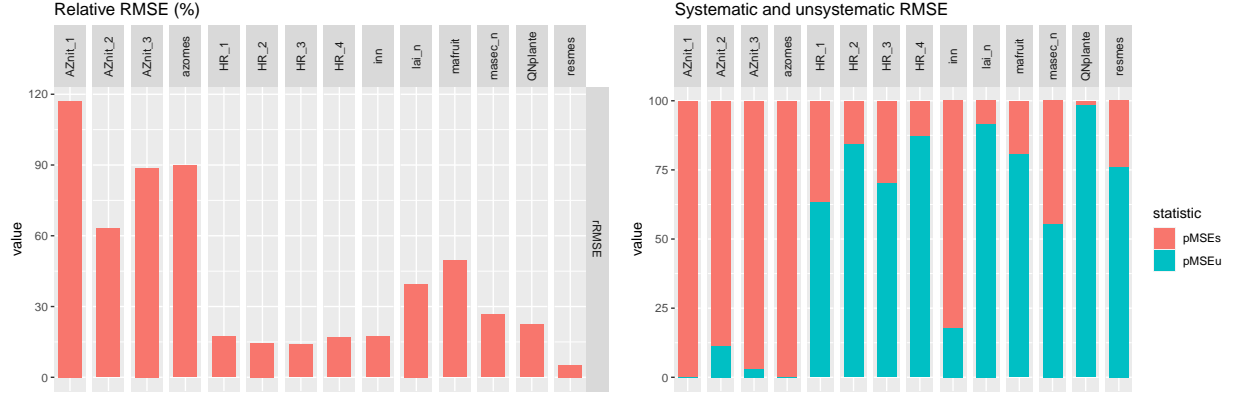 Relative RMSE (%)
AZnit_1
AZnit_2
AZnit_3
azomes
HR_1
HR_2
HR_3
HR_4
inn
lai_n
mafruit
masec_n
QNplante
resmes
120
90
60
30
0
value
rRMSE
Systematic and unsystematic RMSE
AZnit_1
AZnit_2
AZnit_3
azomes
HR_1
HR_2
HR_3
HR_4
inn
lai_n
mafruit
masec_n
QNplante
resmes
100
75
50
25
0
value
statistic
pMSEs
pMSEu